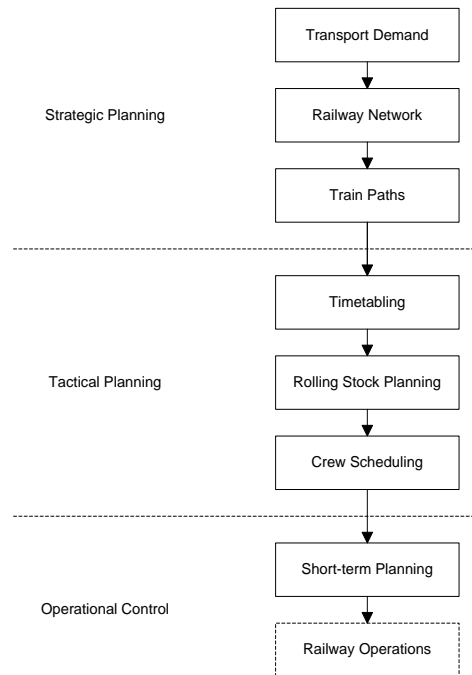 Transport Demand
Strategic Planning
Railway Network
Train Paths
Timetabling
Tactical Planning
Rolling Stock Planning
Crew Scheduling
Short-term Planning
Operational Control
Railway Operations